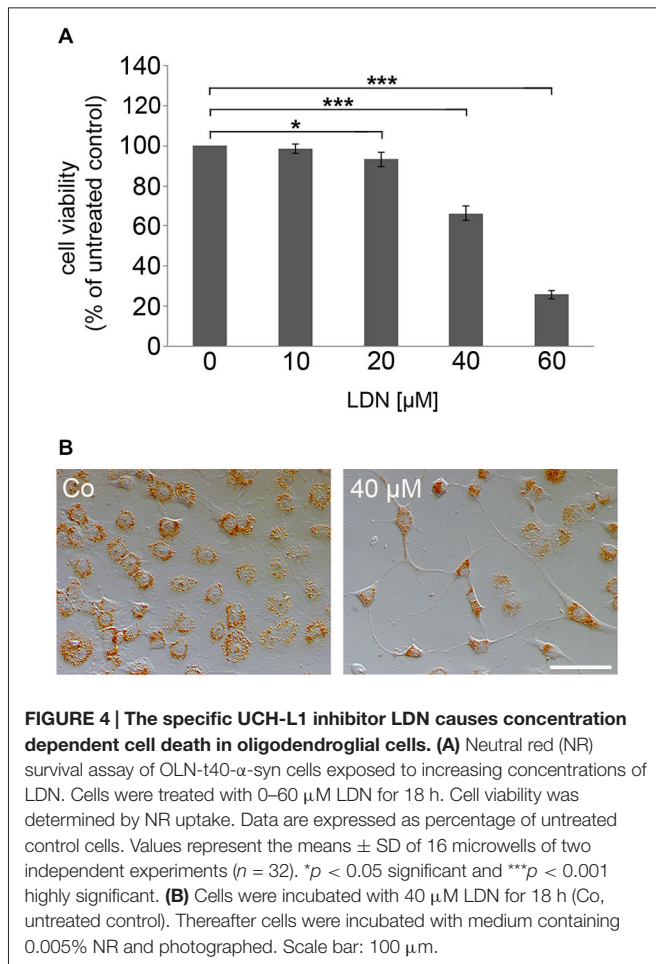 A
cell viability
(% of untreated control)
140
120
100
80
60
40
20
0
***
***
*
0 10 20 40 60
LDN [µM]
B
Co
40 µM
FIGURE 4 | The specific UCH-L1 inhibitor LDN causes concentration
dependent cell death in oligodendroglial cells. (A) Neutral red (NR)
survival assay of OLN-t40-α-syn cells exposed to increasing concentrations of
LDN. Cells were treated with 0–60 µM LDN for 18 h. Cell viability was
determined by NR uptake. Data are expressed as percentage of untreated
control cells. Values represent the means ± SD of 16 microwells of two
independent experiments (n = 32). *p < 0.05 significant and ***p < 0.001
highly significant. (B) Cells were incubated with 40 µM LDN for 18 h (Co,
untreated control). Thereafter cells were incubated with medium containing
0.005% NR and photographed. Scale bar: 100 µm.